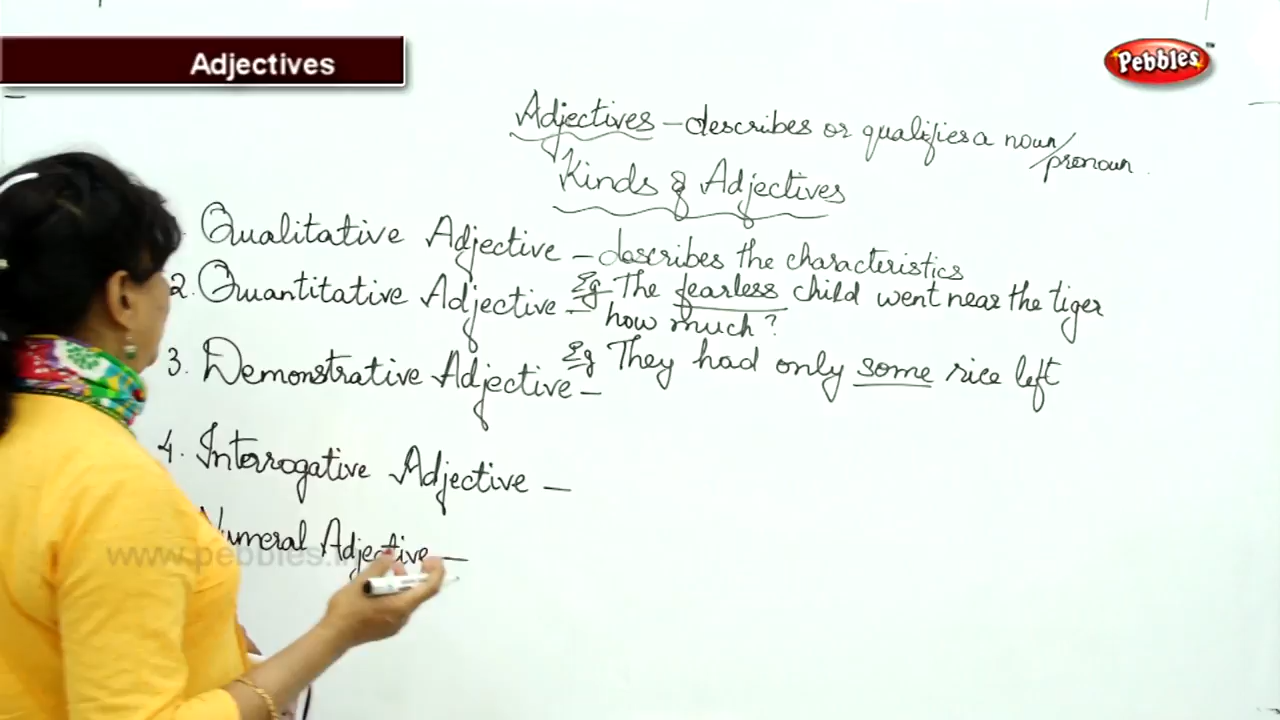 Adjectives
Pebbles™
Adjectives – describes or qualifies a noun/pronoun
Kinds of Adjectives
Qualitative Adjective – describes the characteristics
Eg The fearless child went near the tiger
2. Quantitative Adjective – how much?
Eg They had only some rice left
3. Demonstrative Adjective –
4. Interrogative Adjective –
Numeral Adjective –
www.pebbles.i